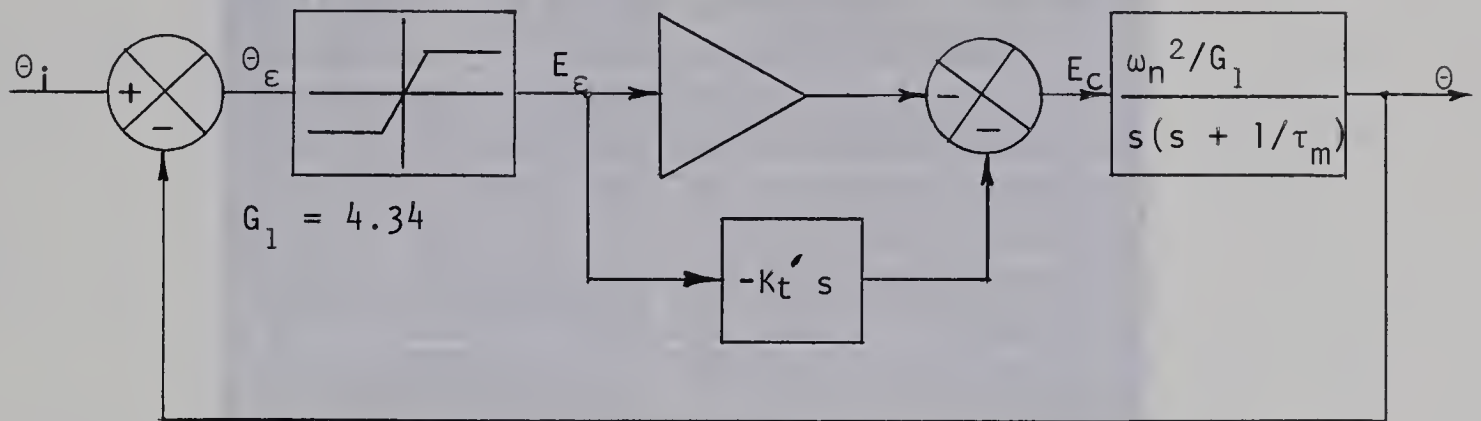 θi
+
−
θε
G1 = 4.34
Eε
−Kt′ s
−
−
Ec
ωn²/G1
s(s + 1/τm)
θ